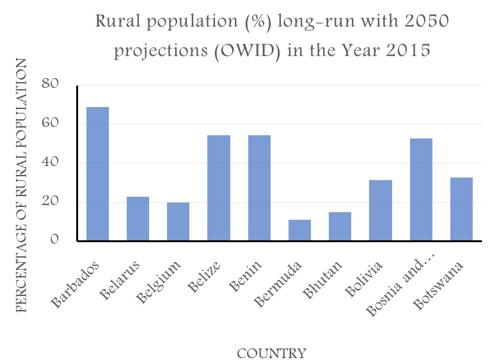 Rural population (%) long-run with 2050
projections (OWID) in the Year 2015
PERCENTAGE OF RURAL POPULATION
80
60
40
20
0
Barbados
Belarus
Belgium
Belize
Benin
Bermuda
Bhutan
Bolivia
Bosnia and...
Botswana
COUNTRY